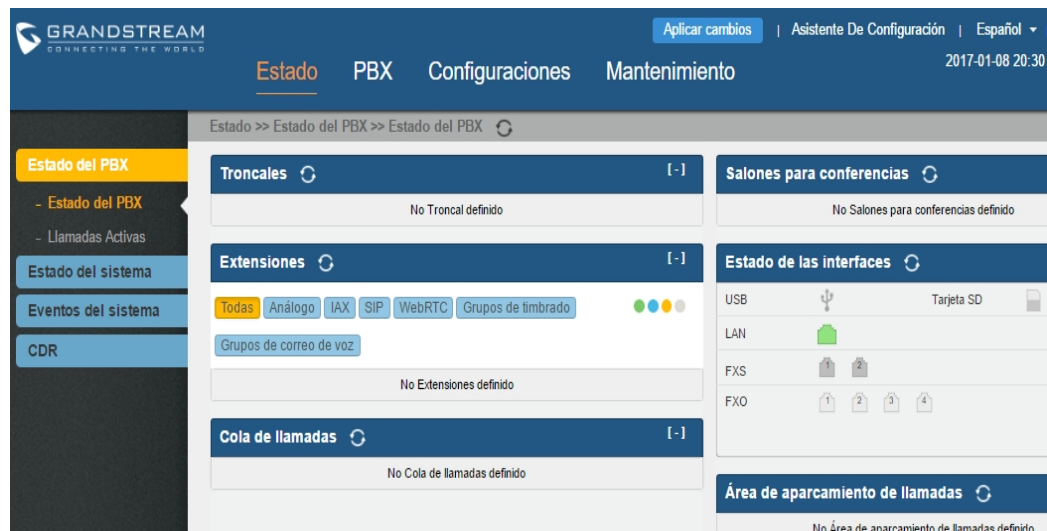 GRANDSTREAM
CONNECTING THE WORLD
Aplicar cambios | Asistente De Configuración | Español
2017-01-08 20:30
Estado PBX Configuraciones Mantenimiento
Estado >> Estado del PBX >> Estado del PBX
Estado del PBX
- Estado del PBX
- Llamadas Activas
Estado del sistema
Eventos del sistema
CDR
Troncales [-]
No Troncal definido
Extensiones [-]
Todas Análogo IAX SIP WebRTC Grupos de timbrado
Grupos de correo de voz
No Extensiones definido
Cola de llamadas [-]
No Cola de llamadas definido
Salones para conferencias
No Salones para conferencias definido
Estado de las interfaces
USB Tarjeta SD
LAN
FXS 1 2
FXO 1 2 3 4
Área de aparcamiento de llamadas
No Área de aparcamiento de llamadas definido